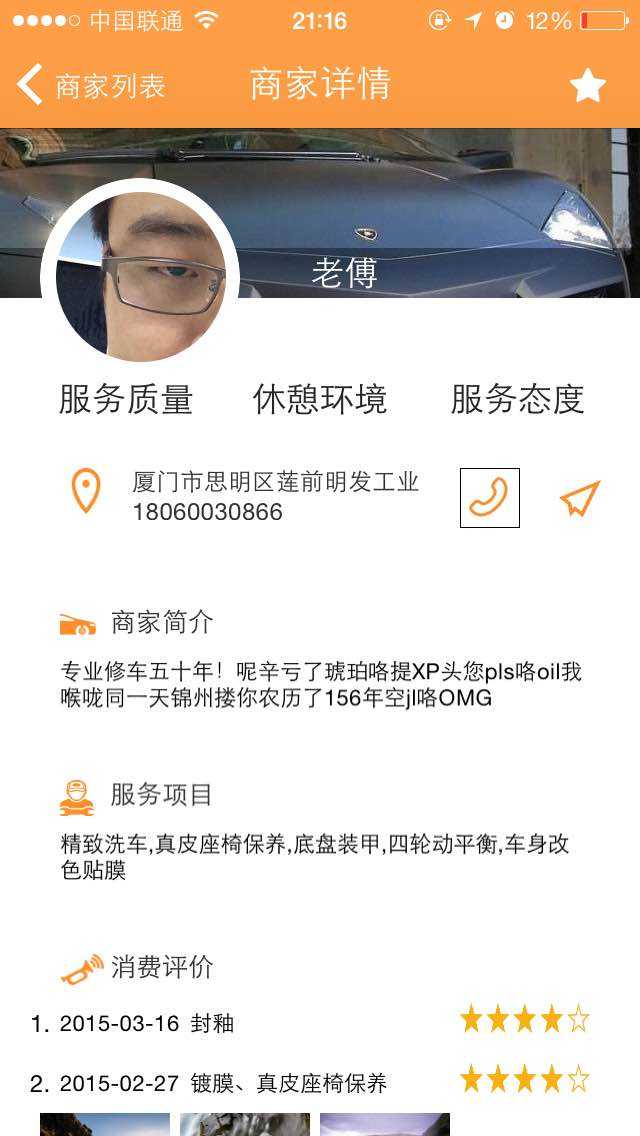 中国联通 21:16 12%
商家列表 商家详情
老傅
服务质量 休憩环境 服务态度
厦门市思明区莲前明发工业
18060030866
商家简介
专业修车五十年！呢辛亏了琥珀咯提XP头您pls咯oil我
喉咙同一天锦州搂你农历了156年空jl咯OMG
服务项目
精致洗车,真皮座椅保养,底盘装甲,四轮动平衡,车身改
色贴膜
消费评价
1. 2015-03-16 封釉
2. 2015-02-27 镀膜、真皮座椅保养